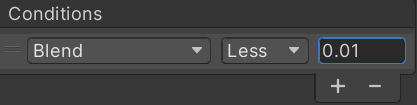 Conditions
Blend Less 0.01
+ −